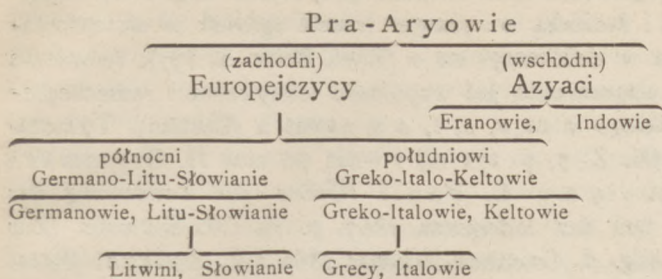 Pra-Aryowie
(zachodni) (wschodni)
Europejczycy Azyaci
Eranowie, Indowie
północni południowi
Germano-Litu-Słowianie Greko-Italo-Keltowie
Germanowie, Litu-Słowianie Greko-Italowie, Keltowie
Litwini, Słowianie Grecy, Italowie